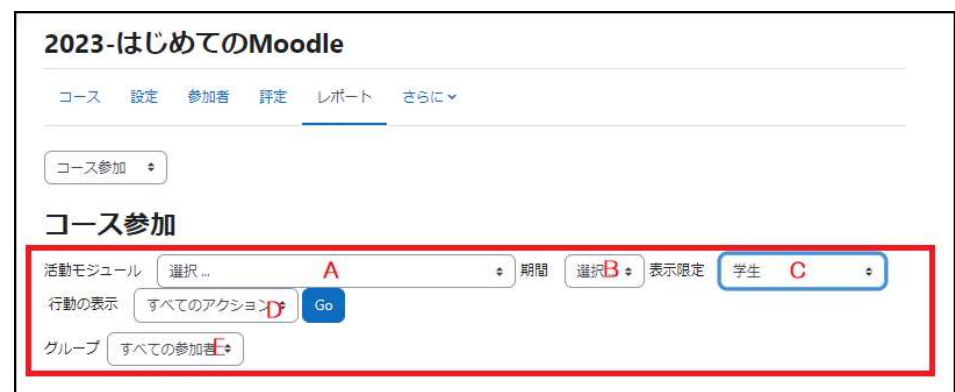 2023-はじめてのMoodle
コース 設定 参加者 評定 レポート さらに
コース参加
コース参加
活動モジュール 選択 ... A 期間 選択 B 表示限定 学生 C
行動の表示 すべてのアクション D Go
グループ すべての参加者 E